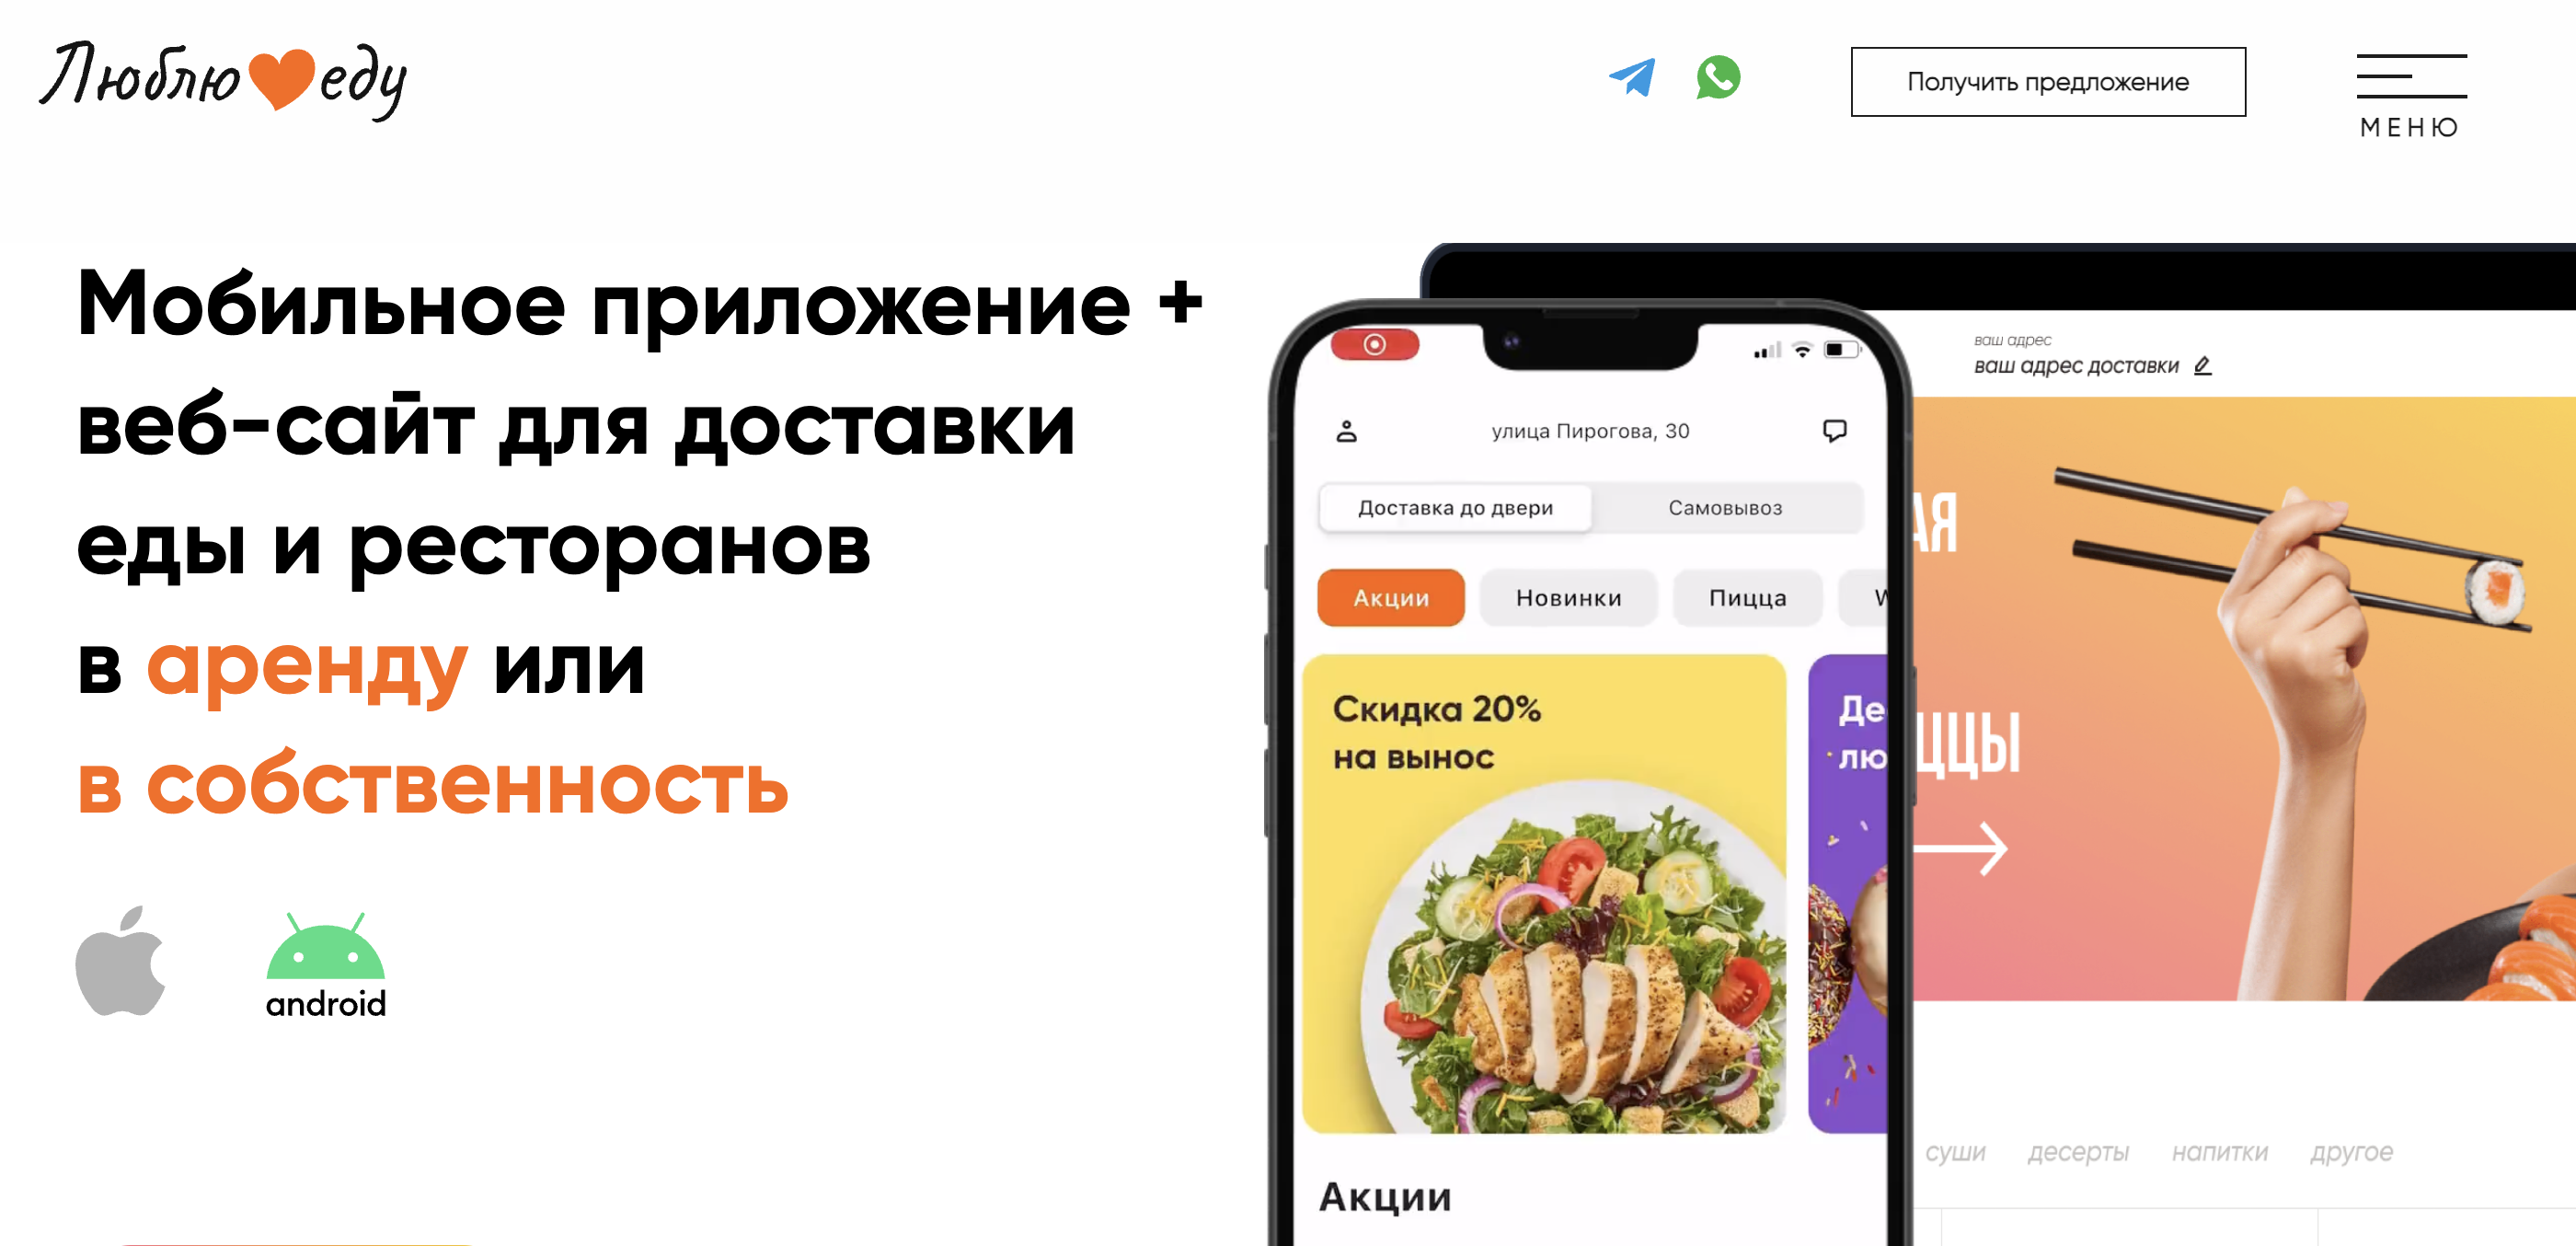 Люблю еду
Получить предложение
МЕНЮ
Мобильное приложение +
веб-сайт для доставки
еды и ресторанов
в аренду или
в собственность
android
улица Пирогова, 30
Доставка до двери
Самовывоз
Акции
Новинки
Пицца
Скидка 20%
на вынос
Де
лю
Акции
ваш адрес
ваш адрес доставки
АЯ
ЦЦЫ
суши
десерты
напитки
другое